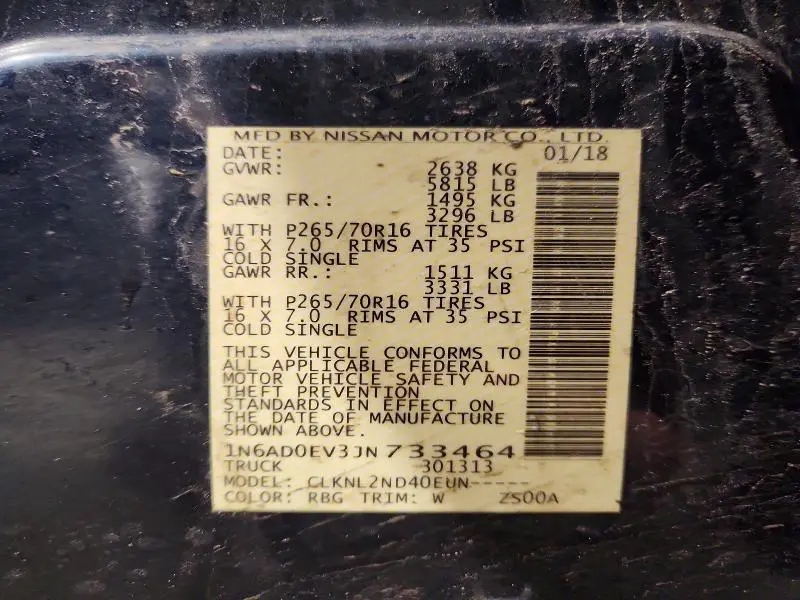 MFD BY NISSAN MOTOR CO., LTD.
DATE: 01/18
GVWR: 2638 KG
5815 LB
GAWR FR.: 1495 KG
3296 LB
WITH P265/70R16 TIRES
16 X 7.0 RIMS AT 35 PSI
COLD SINGLE
GAWR RR.: 1511 KG
3331 LB
WITH P265/70R16 TIRES
16 X 7.0 RIMS AT 35 PSI
COLD SINGLE
THIS VEHICLE CONFORMS TO
ALL APPLICABLE FEDERAL
MOTOR VEHICLE SAFETY AND
THEFT PREVENTION
STANDARDS IN EFFECT ON
THE DATE OF MANUFACTURE
SHOWN ABOVE.
1N6AD0EV3JN733464
TRUCK 301313
MODEL: CLKNL2ND40EUN-----
COLOR: RBG TRIM: W ZS00A